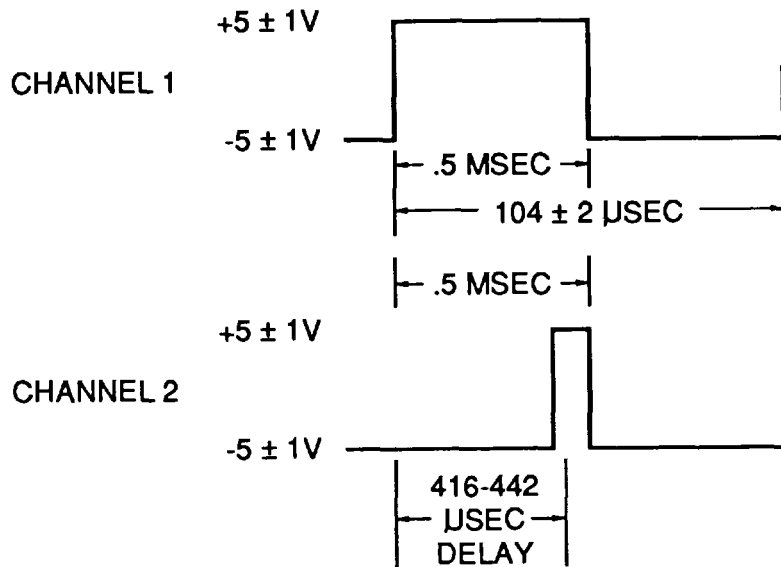 +5 ± 1V
CHANNEL 1
-5 ± 1V
.5 MSEC
104 ± 2 µSEC
.5 MSEC
+5 ± 1V
CHANNEL 2
-5 ± 1V
416-442
µSEC
DELAY